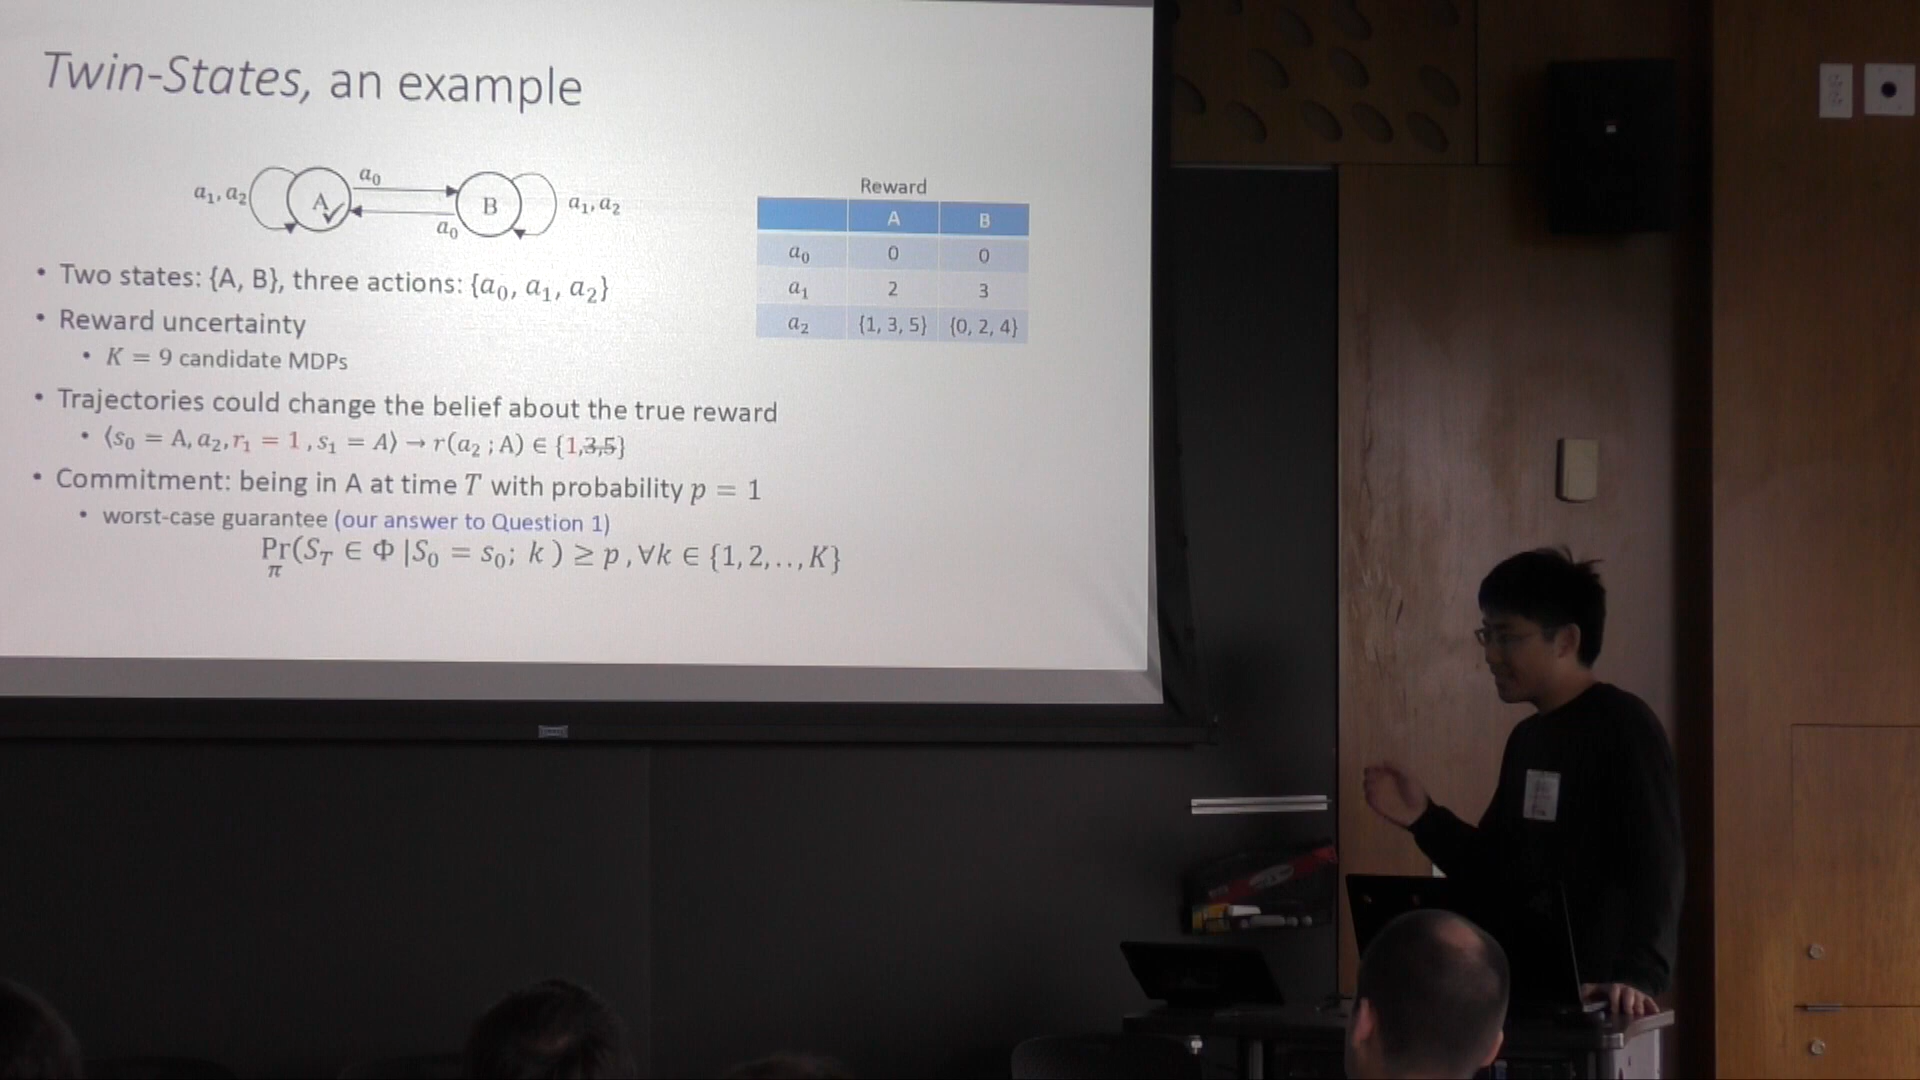 Twin-States, an example
a₁, a₂ A a₀ a₀ B a₁, a₂
Reward
A B
a₀ 0 0
a₁ 2 3
a₂ {1, 3, 5} {0, 2, 4}
• Two states: {A, B}, three actions: {a₀, a₁, a₂}
• Reward uncertainty
• K = 9 candidate MDPs
• Trajectories could change the belief about the true reward
• ⟨s₀ = A, a₂, r₁ = 1, s₁ = A⟩ → r(a₂ ; A) ∈ {1,3,5}
• Commitment: being in A at time T with probability p = 1
• worst-case guarantee (our answer to Question 1)
Pr(S_T ∈ Φ |S₀ = s₀; k ) ≥ p , ∀k ∈ {1, 2, . . , K}
π